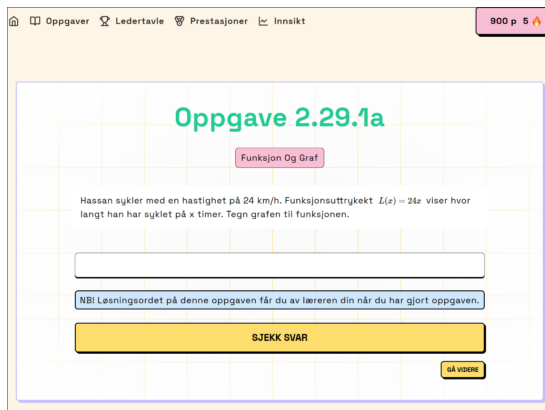 Oppgaver Ledertavle Prestasjoner Innsikt 900 p 5
Oppgave 2.29.1a
Funksjon Og Graf
Hassan sykler med en hastighet på 24 km/h. Funksjonsuttrykekt L(x) = 24x viser hvor
langt han har syklet på x timer. Tegn grafen til funksjonen.
NB! Løsningsordet på denne oppgaven får du av læreren din når du har gjort oppgaven.
SJEKK SVAR
GÅ VIDERE